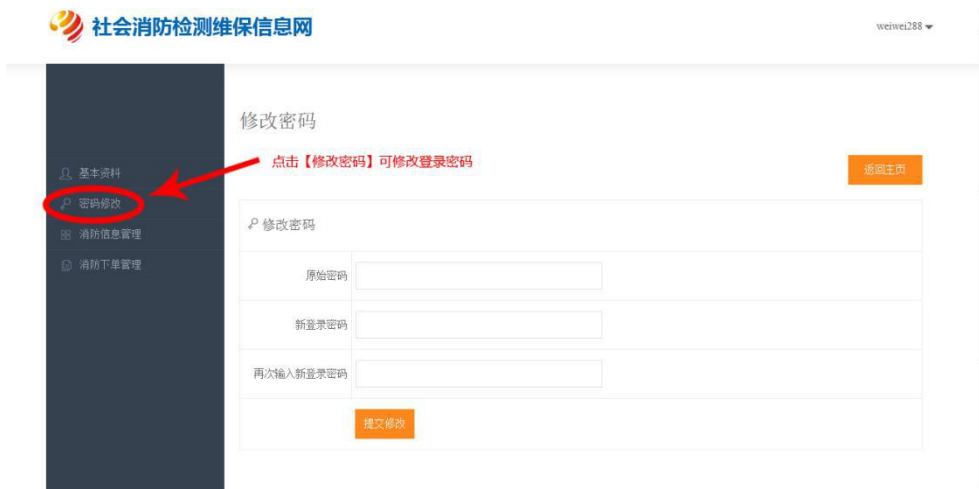 社会消防检测维保信息网
weiwei288
修改密码
点击【修改密码】可修改登录密码
返回主页
基本资料
密码修改
消防信息管理
消防下单管理
修改密码
原始密码
新登录密码
再次输入新登录密码
提交修改